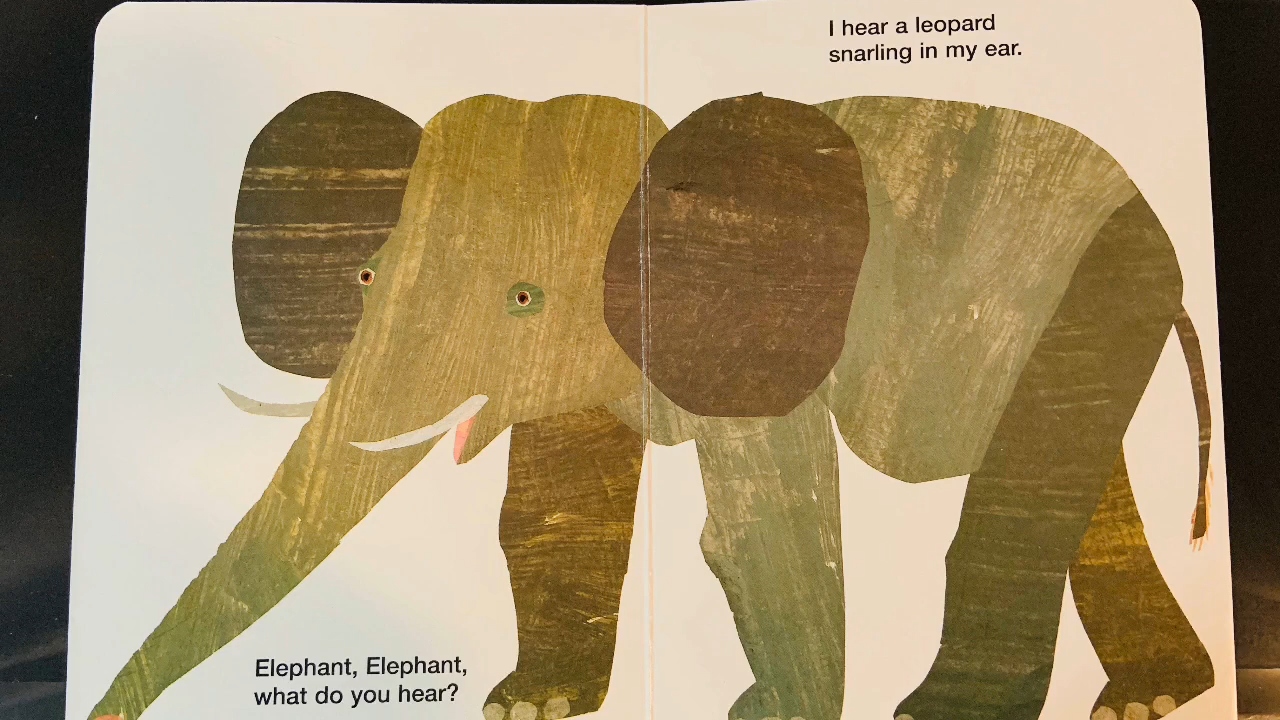 Elephant, Elephant,
what do you hear?
I hear a leopard
snarling in my ear.